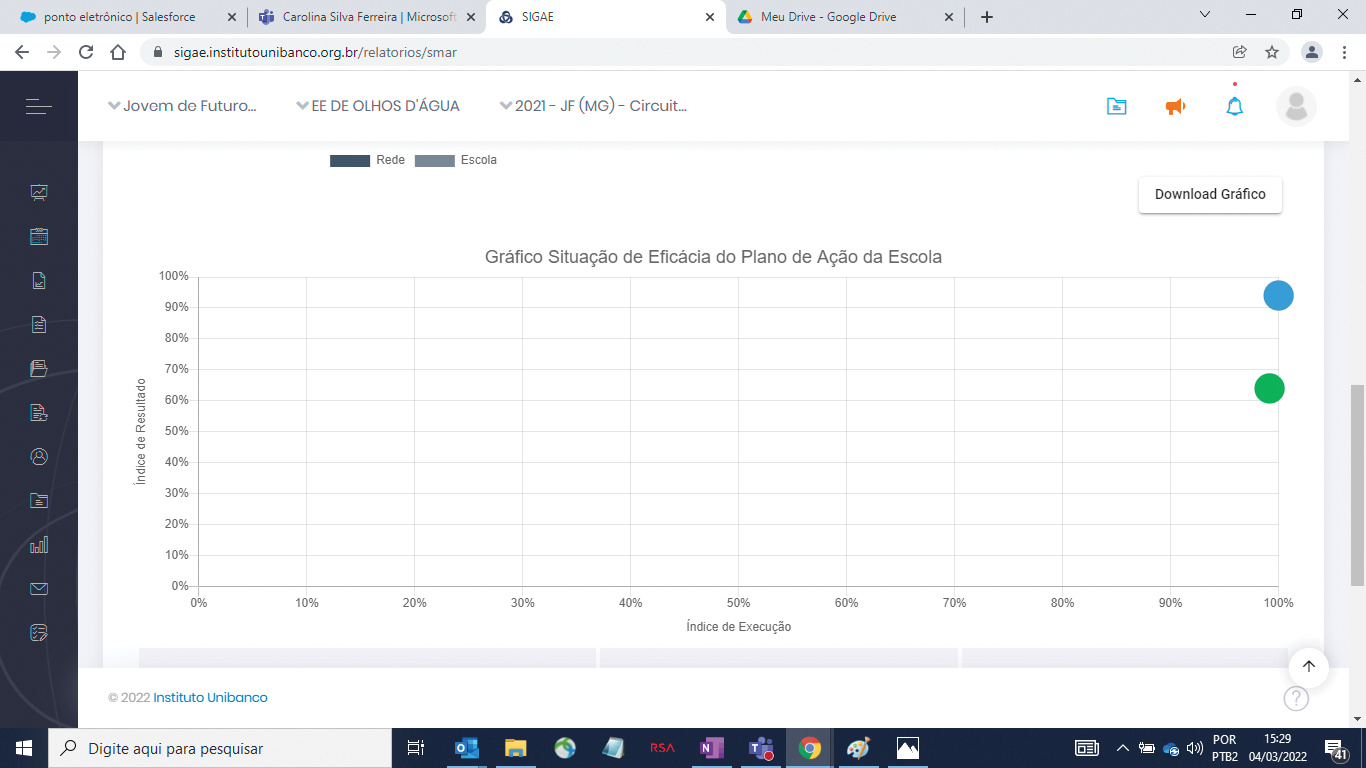 ponto eletrônico | Salesforce
Carolina Silva Ferreira | Microsoft
SIGAE
Meu Drive - Google Drive
sigae.institutounibanco.org.br/relatorios/smar
Jovem de Futuro...
EE DE OLHOS D'ÁGUA
2021 - JF (MG) - Circuit...
Rede
Escola
Download Gráfico
Gráfico Situação de Eficácia do Plano de Ação da Escola
100%
90%
80%
70%
60%
50%
40%
30%
20%
10%
0%
Índice de Resultado
0% 10% 20% 30% 40% 50% 60% 70% 80% 90% 100%
Índice de Execução
© 2022 Instituto Unibanco
?
Digite aqui para pesquisar
RSA
POR
PTB2
15:29
04/03/2022
41